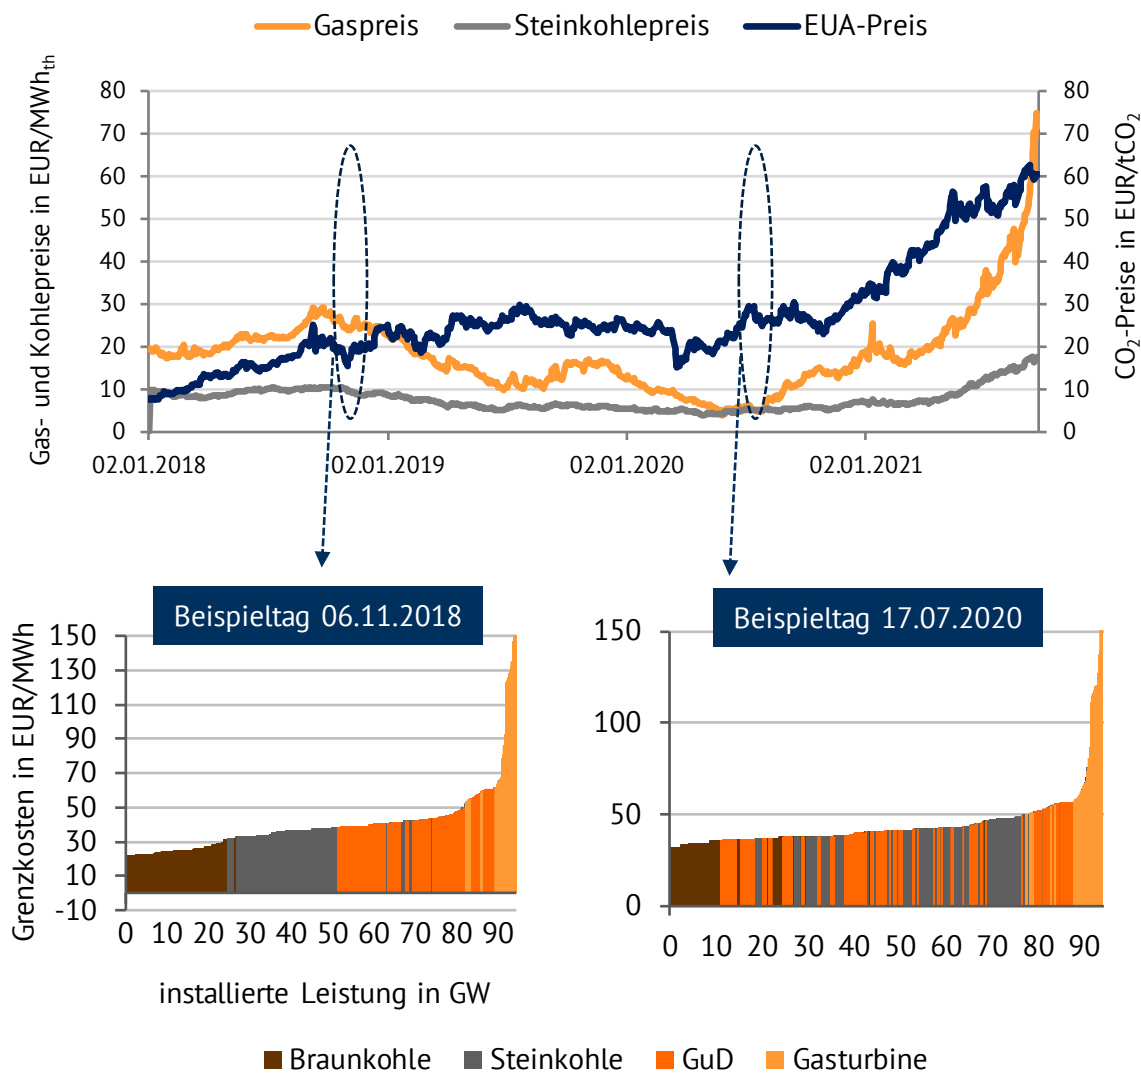 Gaspreis Steinkohlepreis EUA-Preis
Gas- und Kohlepreise in EUR/MWhth
CO2-Preise in EUR/tCO2
80 80
70 70
60 60
50 50
40 40
30 30
20 20
10 10
0 0
02.01.2018 02.01.2019 02.01.2020 02.01.2021
Beispieltag 06.11.2018
Beispieltag 17.07.2020
Grenzkosten in EUR/MWh
150
130
110
90
70
50
30
10
-10
0 10 20 30 40 50 60 70 80 90
150
100
50
0
0 10 20 30 40 50 60 70 80 90
installierte Leistung in GW
Braunkohle Steinkohle GuD Gasturbine